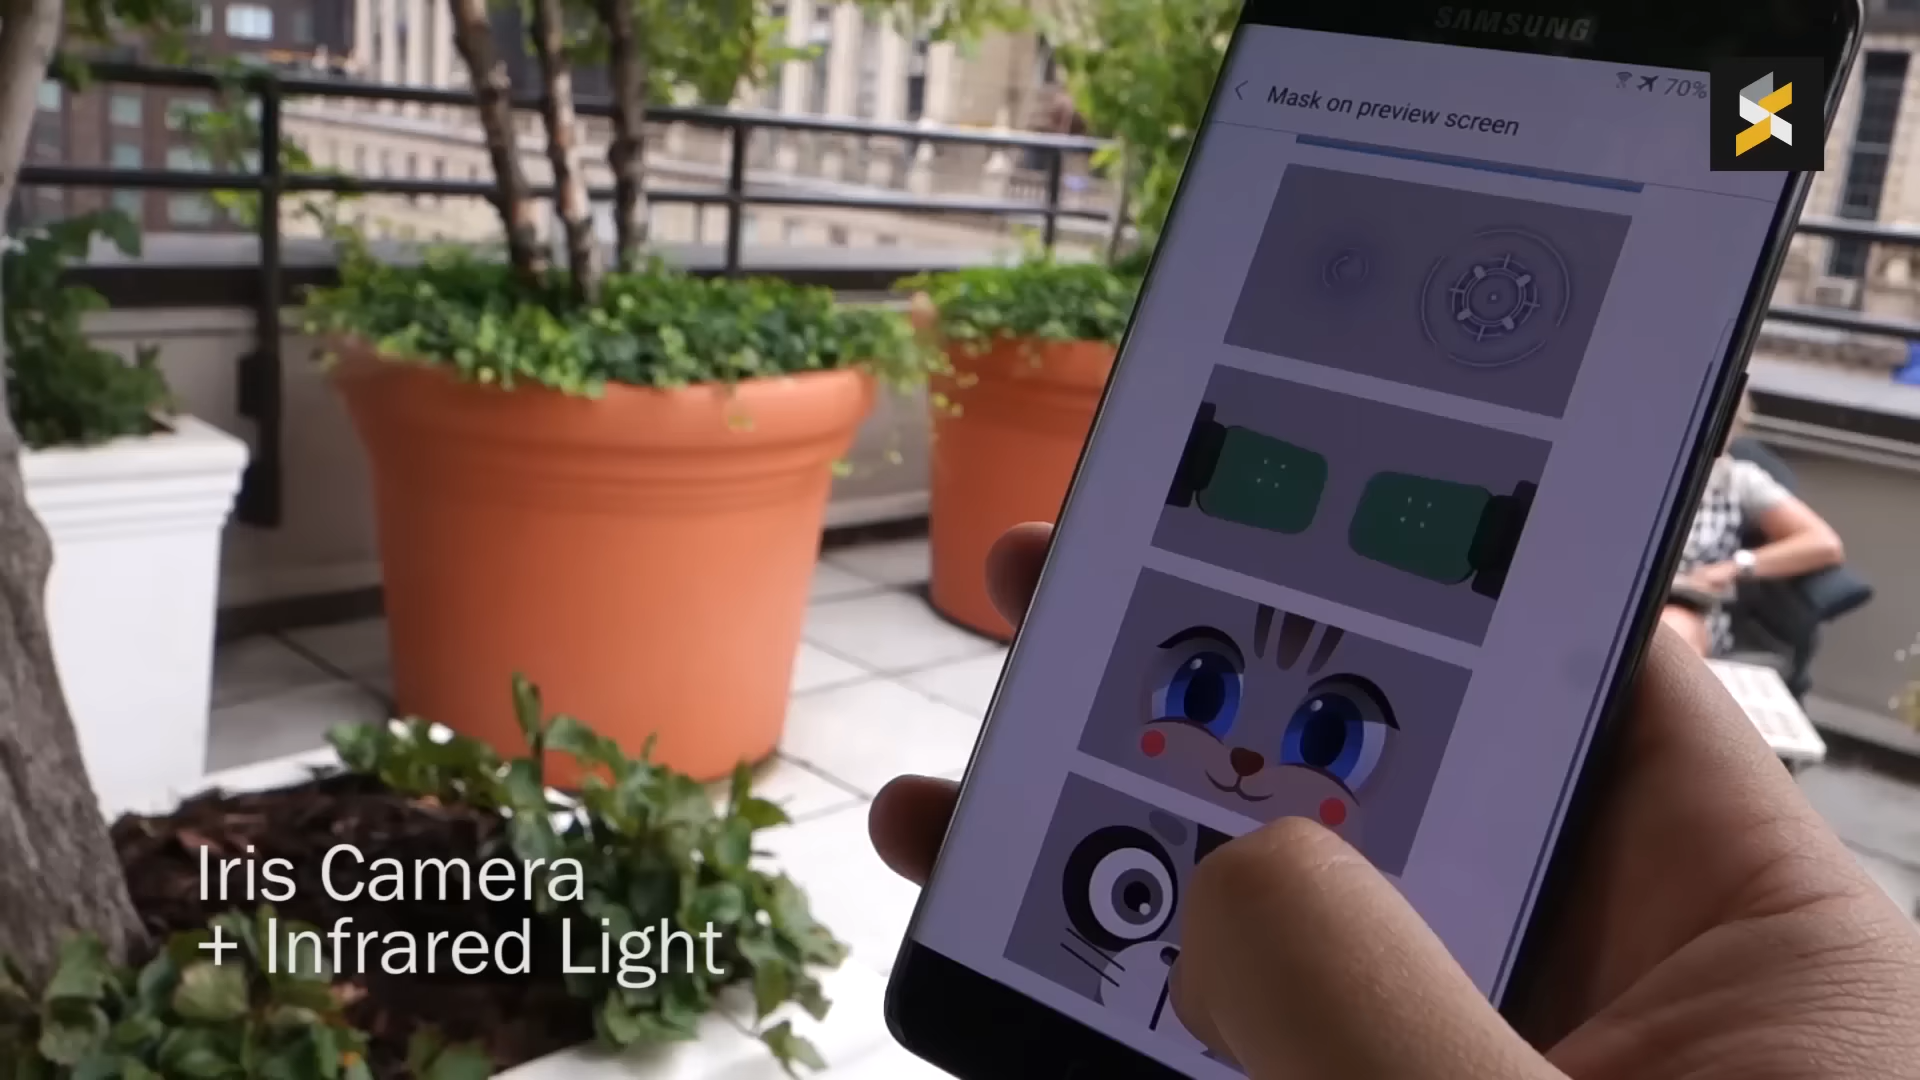 SAMSUNG
70%
Mask on preview screen
Iris Camera
+ Infrared Light